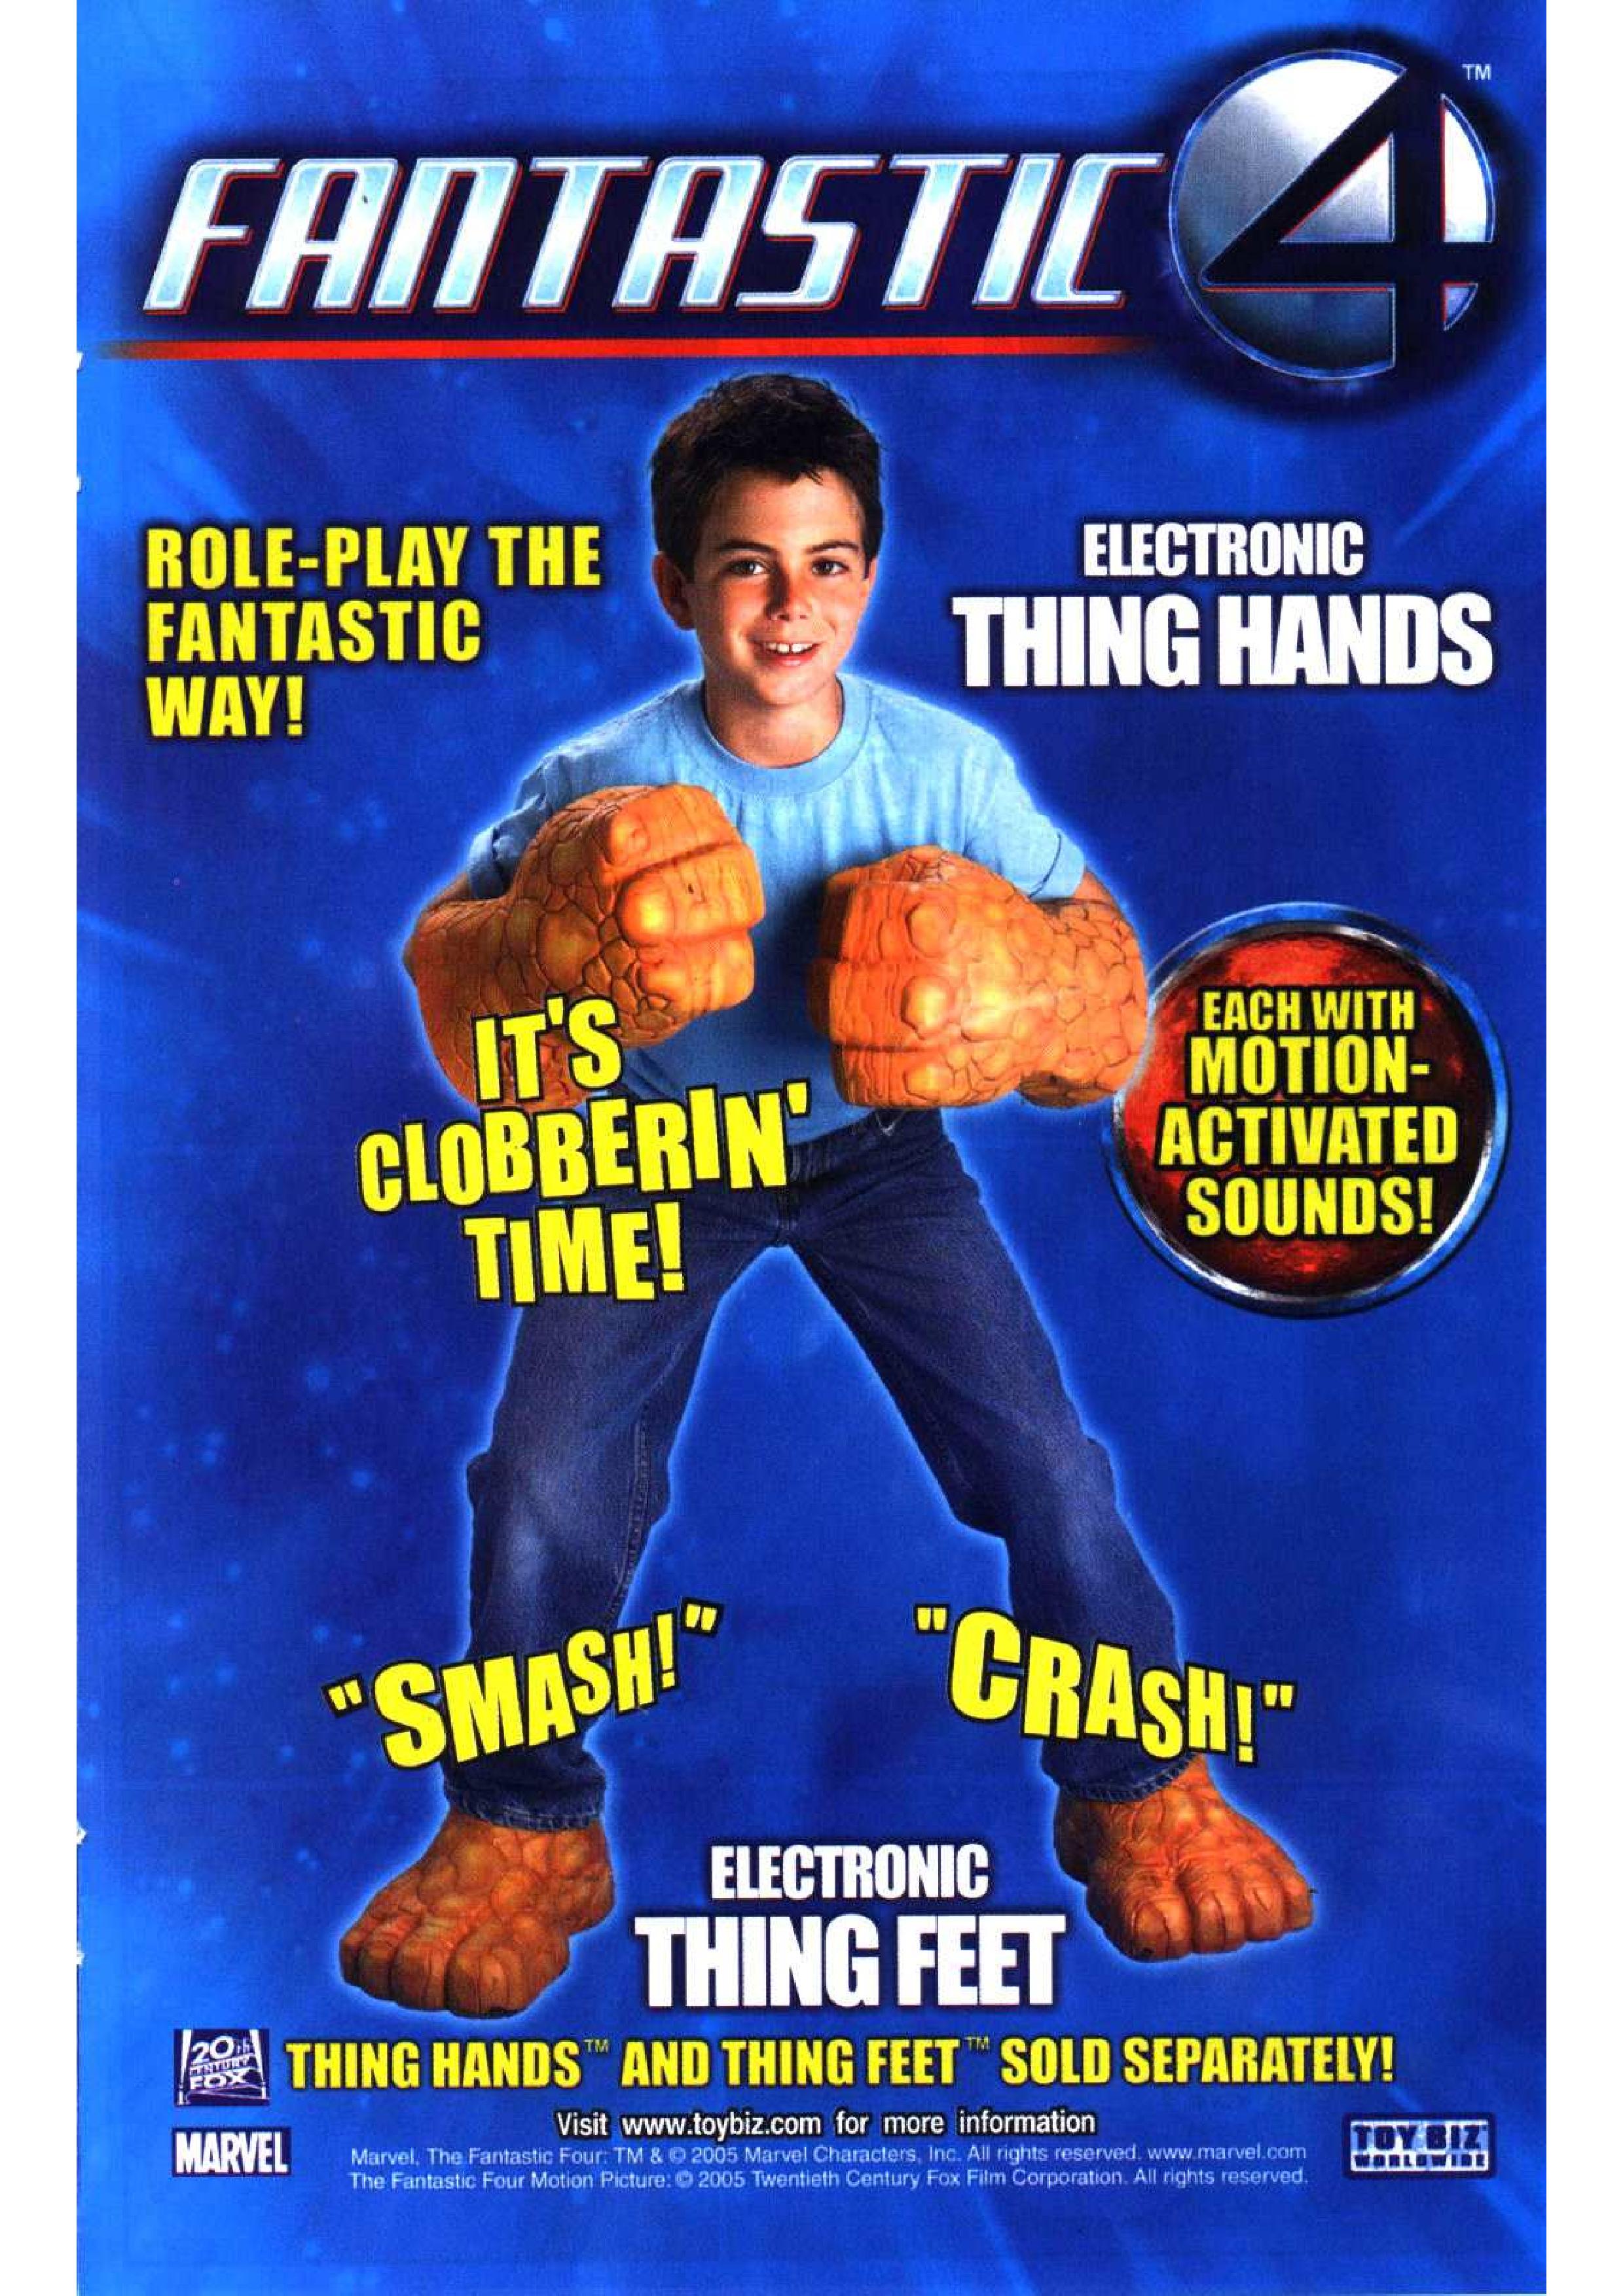 FANTASTIC 4 ™
ROLE-PLAY THE
FANTASTIC
WAY!
ELECTRONIC
THING HANDS
IT'S
CLOBBERIN'
TIME!
EACH WITH
MOTION-
ACTIVATED
SOUNDS!
"SMASH!"
"CRASH!"
ELECTRONIC
THING FEET
20th
CENTURY
FOX
THING HANDS™ AND THING FEET™ SOLD SEPARATELY!
Visit www.toybiz.com for more information
MARVEL
Marvel, The Fantastic Four: TM & © 2005 Marvel Characters, Inc. All rights reserved. www.marvel.com
The Fantastic Four Motion Picture: © 2005 Twentieth Century Fox Film Corporation. All rights reserved.
TOY BIZ
WORLDWIDE